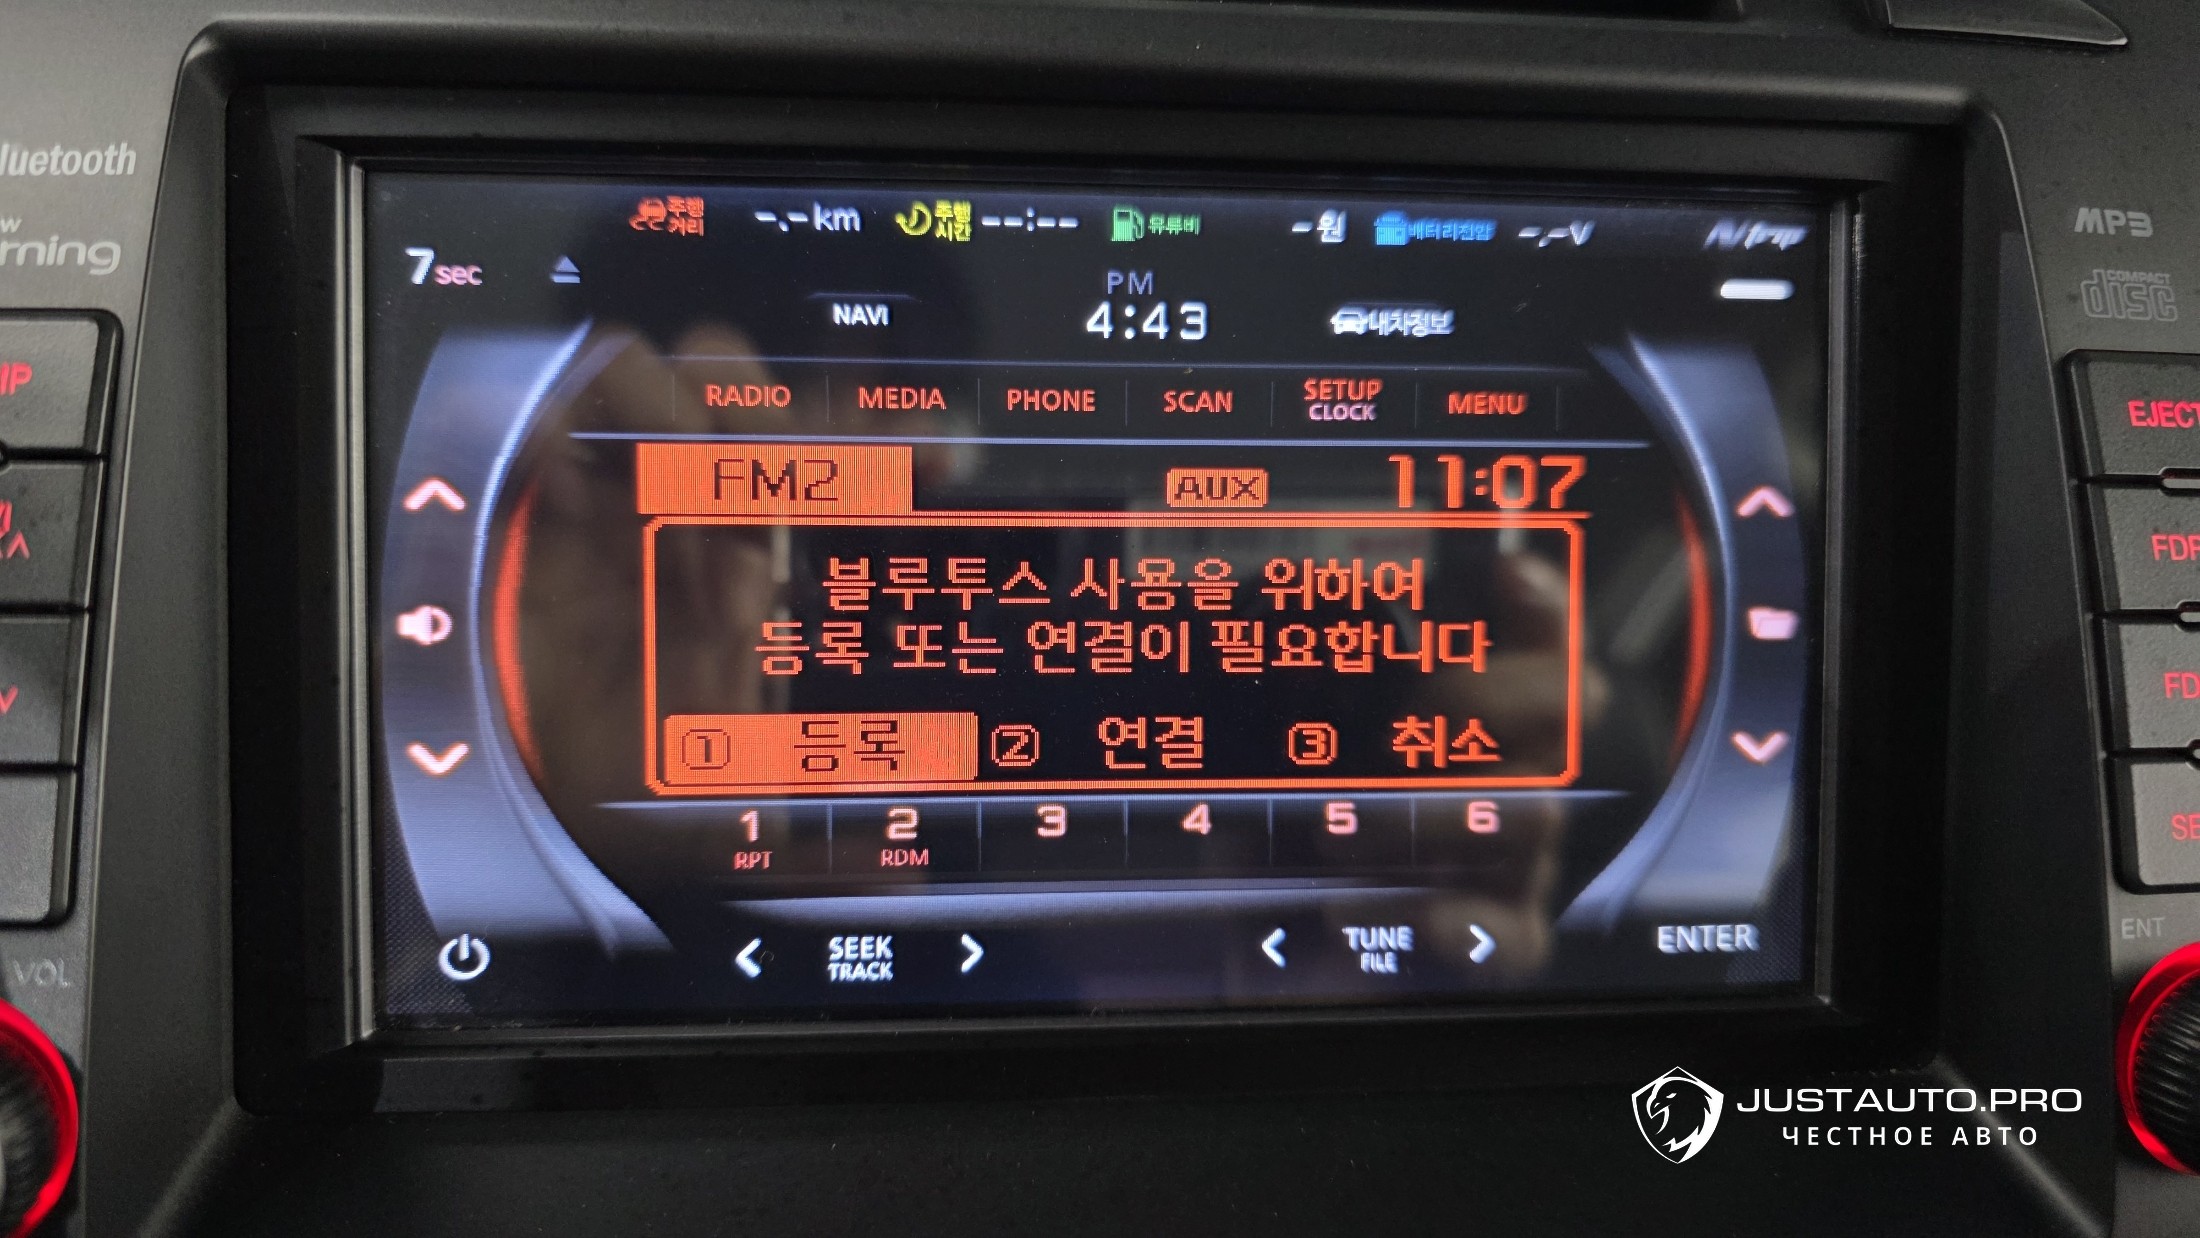 MP3
COMPACT
disc
주행
거리
-.-km
주행
시간
--:--
유류비
-원
배터리전압
-.-V
7sec
PM
4:43
NAVI
내차정보
RADIO
MEDIA
PHONE
SCAN
SETUP
CLOCK
MENU
FM2
AUX
11:07
블루투스 사용을 위하여
등록 또는 연결이 필요합니다
① 등록
② 연결
③ 취소
1
RPT
2
RDM
3
4
5
6
SEEK
TRACK
TUNE
FILE
ENTER
VOL
EJECT
ENT
JUSTAUTO.PRO
ЧЕСТНОЕ АВТО